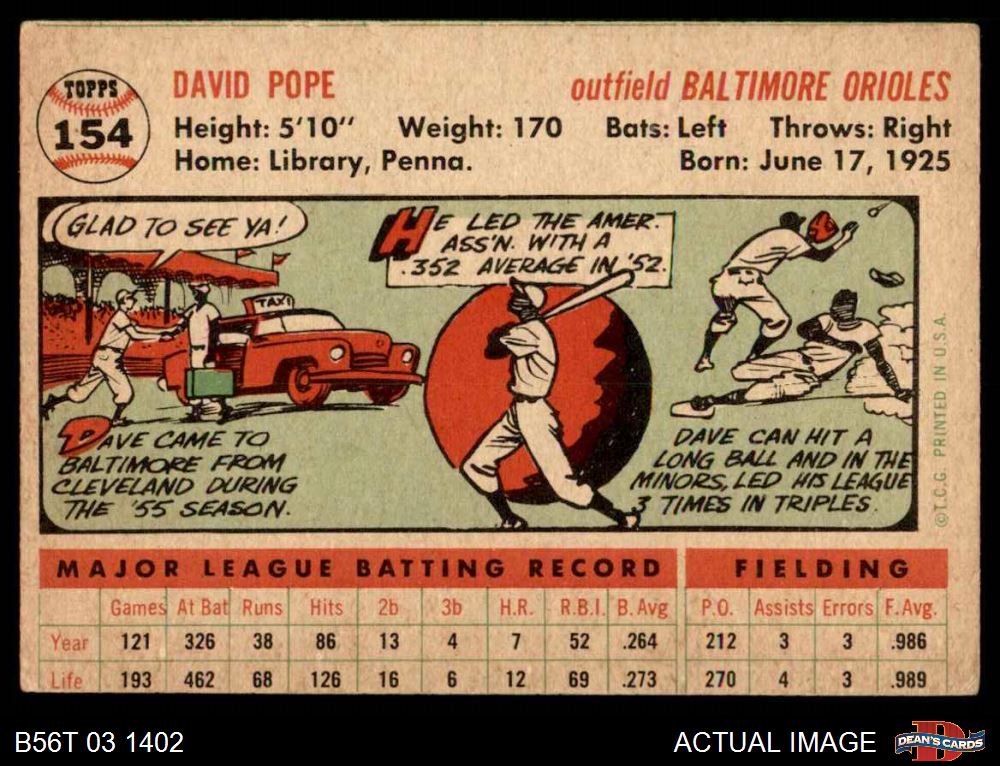 TOPPS
154
DAVID POPE
outfield BALTIMORE ORIOLES
Height: 5'10" Weight: 170 Bats: Left Throws: Right
Home: Library, Penna. Born: June 17, 1925
GLAD TO SEE YA!
TAXI
DAVE CAME TO
BALTIMORE FROM
CLEVELAND DURING
THE '55 SEASON.
HE LED THE AMER.
ASS'N. WITH A
.352 AVERAGE IN '52.
DAVE CAN HIT A
LONG BALL AND IN THE
MINORS, LED HIS LEAGUE
3 TIMES IN TRIPLES.
©T.C.G. PRINTED IN U.S.A.
MAJOR LEAGUE BATTING RECORD FIELDING
Games At Bat Runs Hits 2b 3b H.R. R.B.I. B. Avg P.O. Assists Errors F. Avg.
Year 121 326 38 86 13 4 7 52 .264 212 3 3 .986
Life 193 462 68 126 16 6 12 69 .273 270 4 3 .989
B56T 03 1402
ACTUAL IMAGE
DEAN'S CARDS